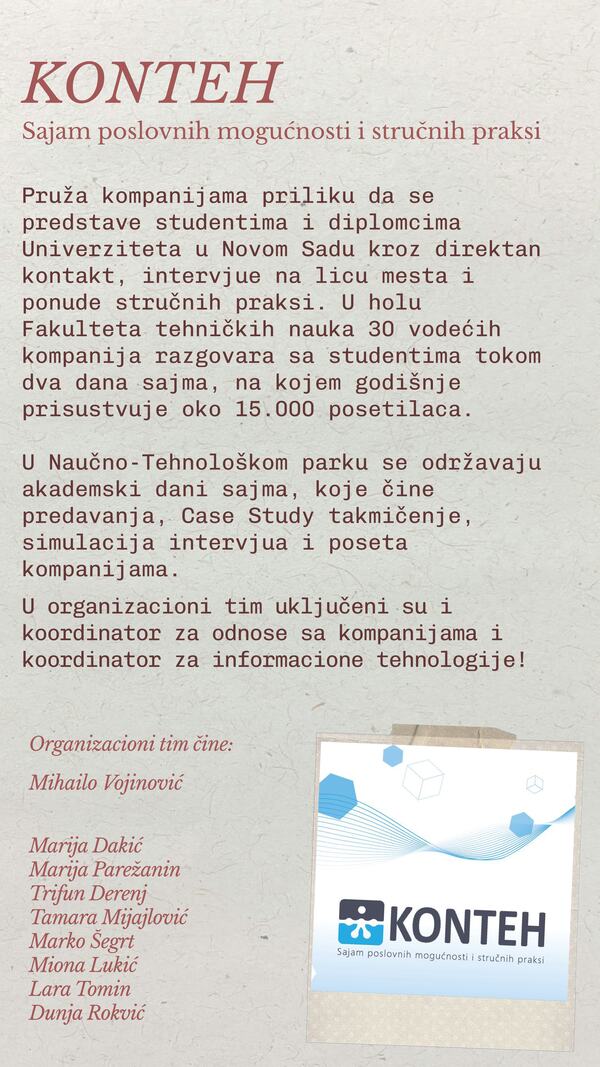 KONTEH
Sajam poslovnih mogućnosti i stručnih praksi
Pruža kompanijama priliku da se
predstave studentima i diplomcima
Univerziteta u Novom Sadu kroz direktan
kontakt, intervjue na licu mesta i
ponude stručnih praksi. U holu
Fakulteta tehničkih nauka 30 vodećih
kompanija razgovara sa studentima tokom
dva dana sajma, na kojem godišnje
prisustvuje oko 15.000 posetilaca.
U Naučno-Tehnološkom parku se održavaju
akademski dani sajma, koje čine
predavanja, Case Study takmičenje,
simulacija intervjua i poseta
kompanijama.
U organizacioni tim uključeni su i
koordinator za odnose sa kompanijama i
koordinator za informacione tehnologije!
Organizacioni tim čine:
Mihailo Vojinović
Marija Dakić
Marija Parežanin
Trifun Derenj
Tamara Mijajlović
Marko Šegrt
Miona Lukić
Lara Tomin
Dunja Rokvić
KONTEH
Sajam poslovnih mogućnosti i stručnih praksi